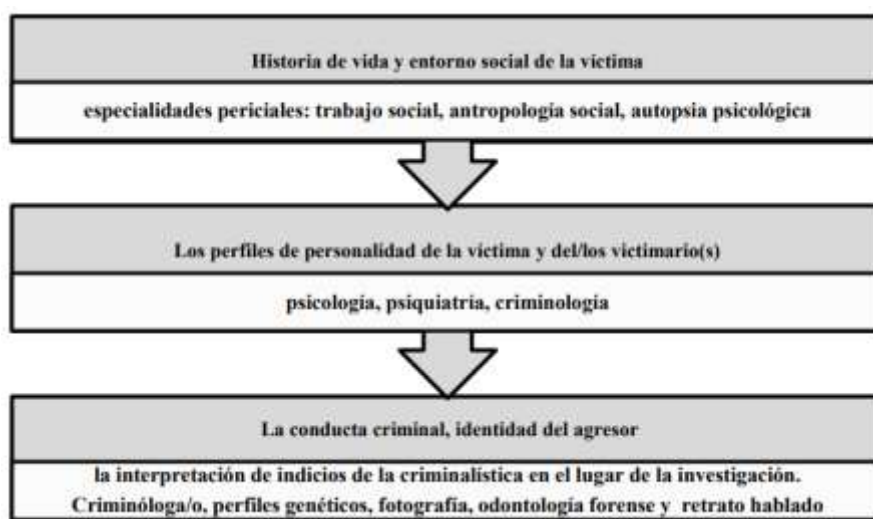 Historia de vida y entorno social de la víctima
especialidades periciales: trabajo social, antropología social, autopsia psicológica
Los perfiles de personalidad de la víctima y del/los victimario(s)
psicología, psiquiatría, criminología
La conducta criminal, identidad del agresor
la interpretación de indicios de la criminalística en el lugar de la investigación.
Criminóloga/o, perfiles genéticos, fotografía, odontología forense y retrato hablado